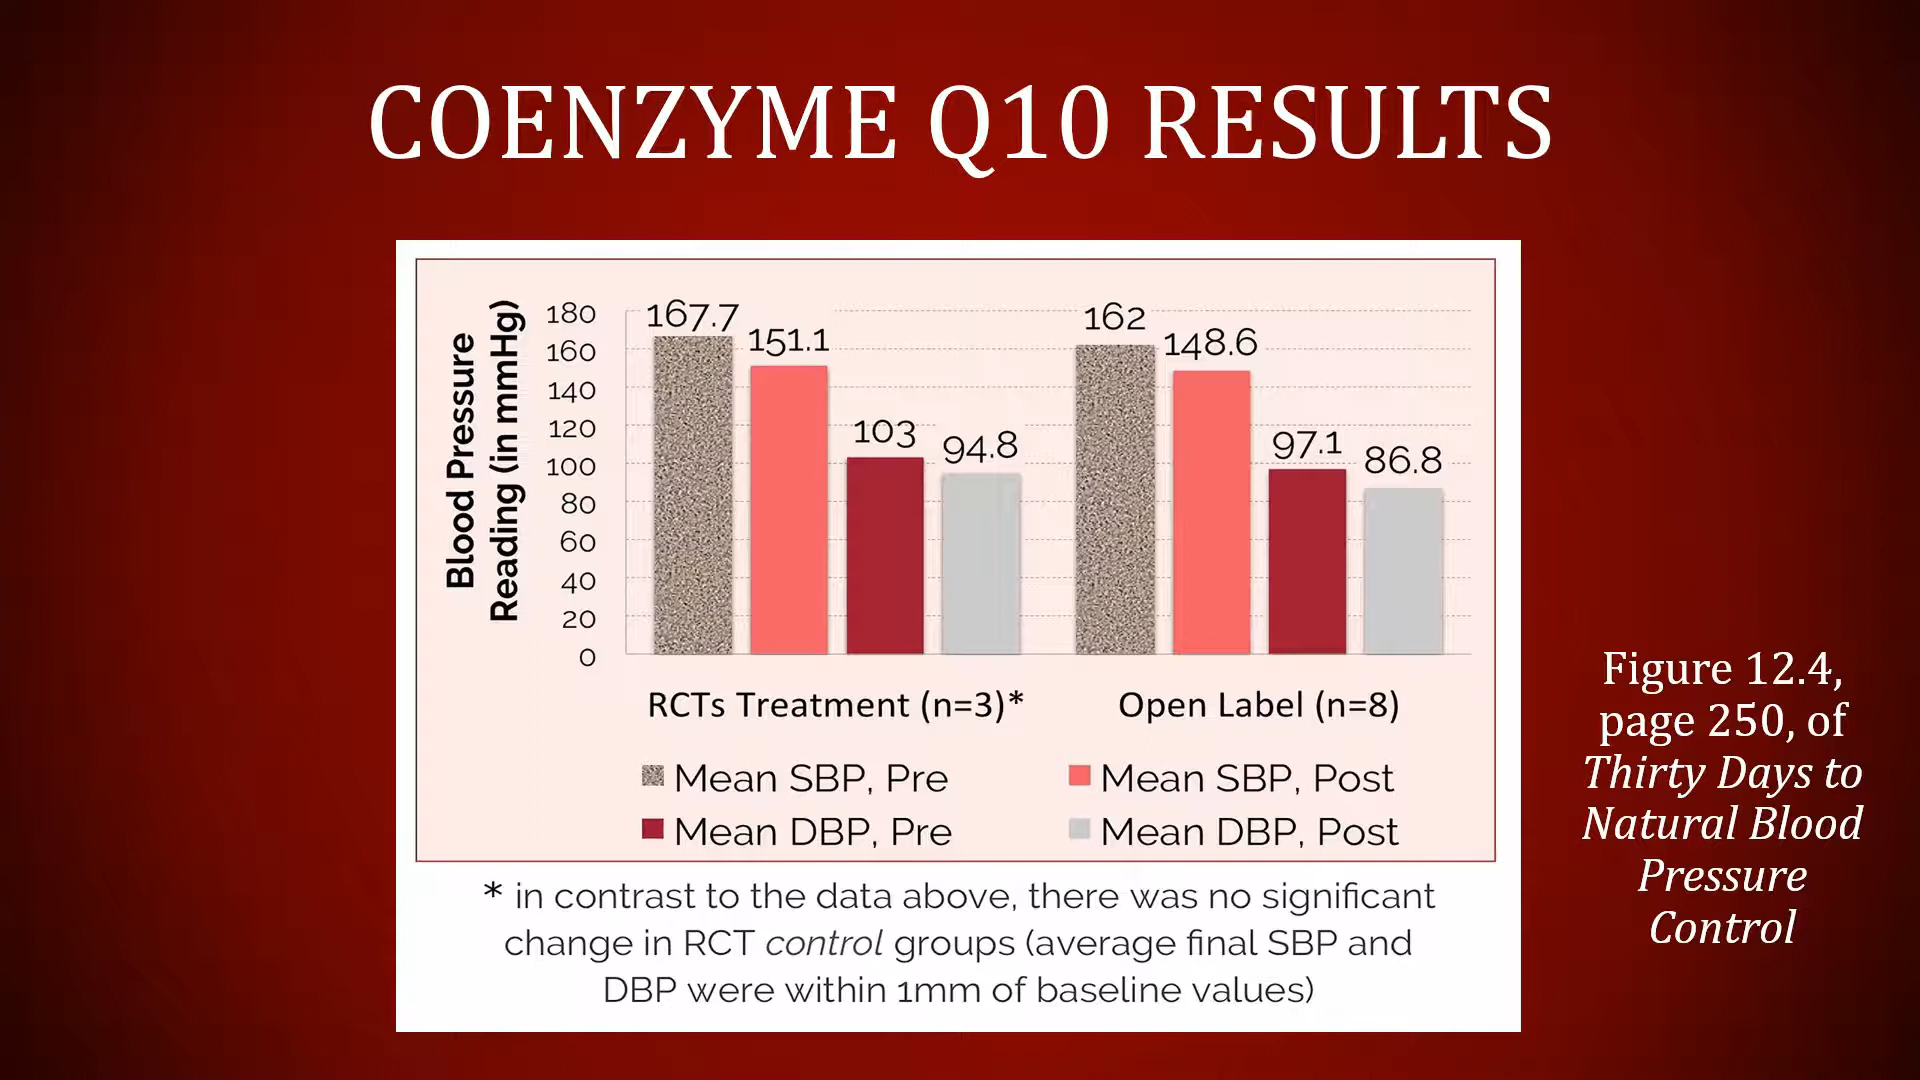 COENZYME Q10 RESULTS
Blood Pressure
Reading (in mmHg)
180
160
140
120
100
80
60
40
20
0
167.7
151.1
103
94.8
162
148.6
97.1
86.8
RCTs Treatment (n=3)*
Open Label (n=8)
Mean SBP, Pre
Mean SBP, Post
Mean DBP, Pre
Mean DBP, Post
* in contrast to the data above, there was no significant
change in RCT control groups (average final SBP and
DBP were within 1mm of baseline values)
Figure 12.4,
page 250, of
Thirty Days to
Natural Blood
Pressure
Control